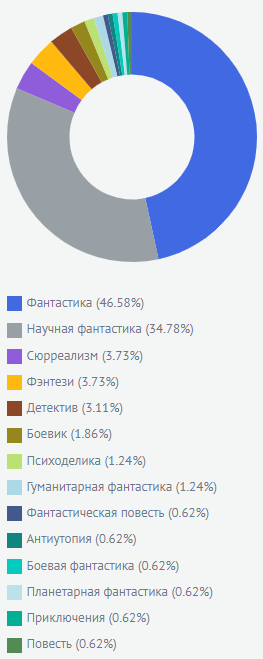 Фантастика (46.58%)
Научная фантастика (34.78%)
Сюрреализм (3.73%)
Фэнтези (3.73%)
Детектив (3.11%)
Боевик (1.86%)
Психоделика (1.24%)
Гуманитарная фантастика (1.24%)
Фантастическая повесть (0.62%)
Антиутопия (0.62%)
Боевая фантастика (0.62%)
Планетарная фантастика (0.62%)
Приключения (0.62%)
Повесть (0.62%)